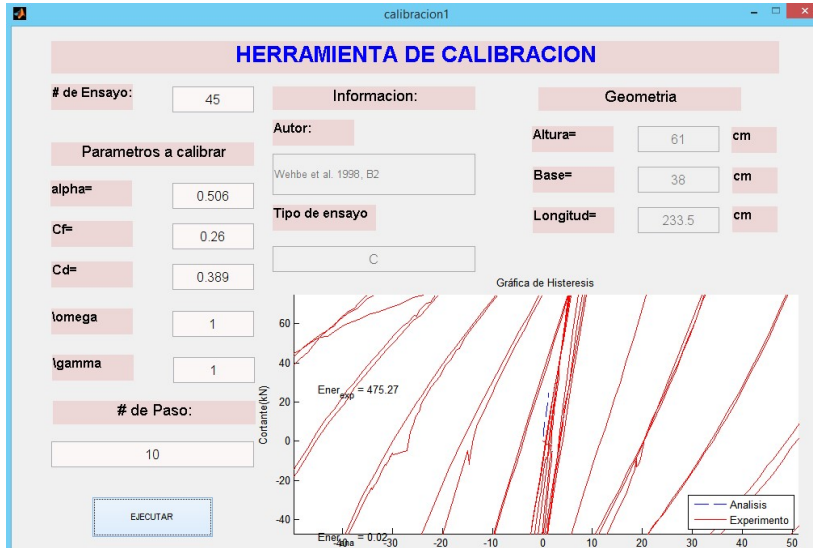 calibracion1
HERRAMIENTA DE CALIBRACION
# de Ensayo:
45
Parametros a calibrar
alpha=
0.506
Cf=
0.26
Cd=
0.389
\omega
1
\gamma
1
# de Paso:
10
EJECUTAR
Informacion:
Autor:
Wehbe et al. 1998, B2
Tipo de ensayo
C
Geometria
Altura=
61
cm
Base=
38
cm
Longitud=
233.5
cm
Gráfica de Histeresis
Cortante(kN)
60
40
20
0
-20
-40
Ener_exp = 475.27
Ener_ana = 0.02
-40
-30
-20
-10
0
10
20
30
40
50
Analisis
Experimento